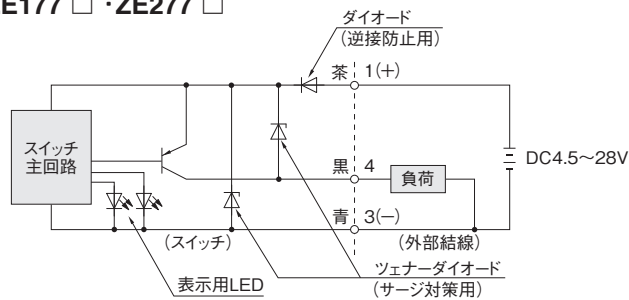 E177 □ ・ZE277 □
ダイオード
(逆接防止用)
茶 1(+)
スイッチ
主回路
DC4.5～28V
黒 4
負荷
青 3(−)
(スイッチ)
(外部結線)
表示用LED
ツェナーダイオード
(サージ対策用)